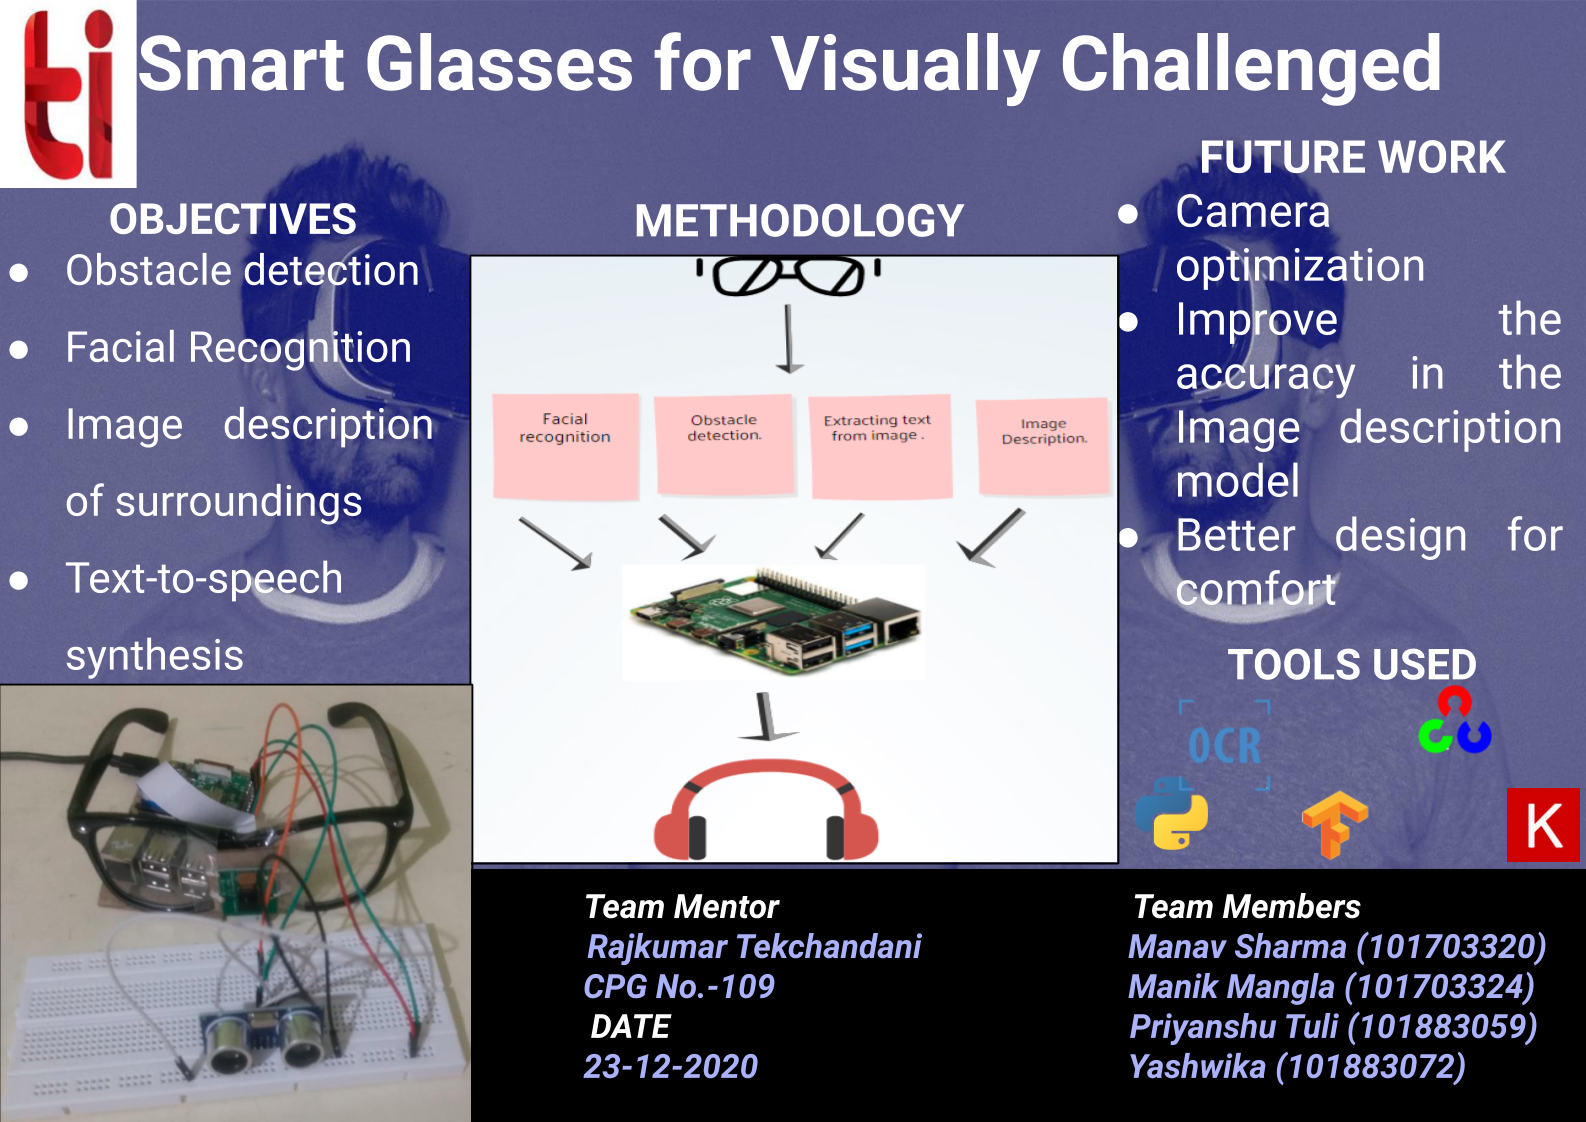 ti
Smart Glasses for Visually Challenged
OBJECTIVES
● Obstacle detection
● Facial Recognition
● Image description
of surroundings
● Text-to-speech
synthesis
METHODOLOGY
Facial
recognition
Obstacle
detection.
Extracting text
from image .
Image
Description.
FUTURE WORK
● Camera
optimization
● Improve the
accuracy in the
Image description
model
● Better design for
comfort
TOOLS USED
OCR
K
Team Mentor
Rajkumar Tekchandani
CPG No.-109
DATE
23-12-2020
Team Members
Manav Sharma (101703320)
Manik Mangla (101703324)
Priyanshu Tuli (101883059)
Yashwika (101883072)